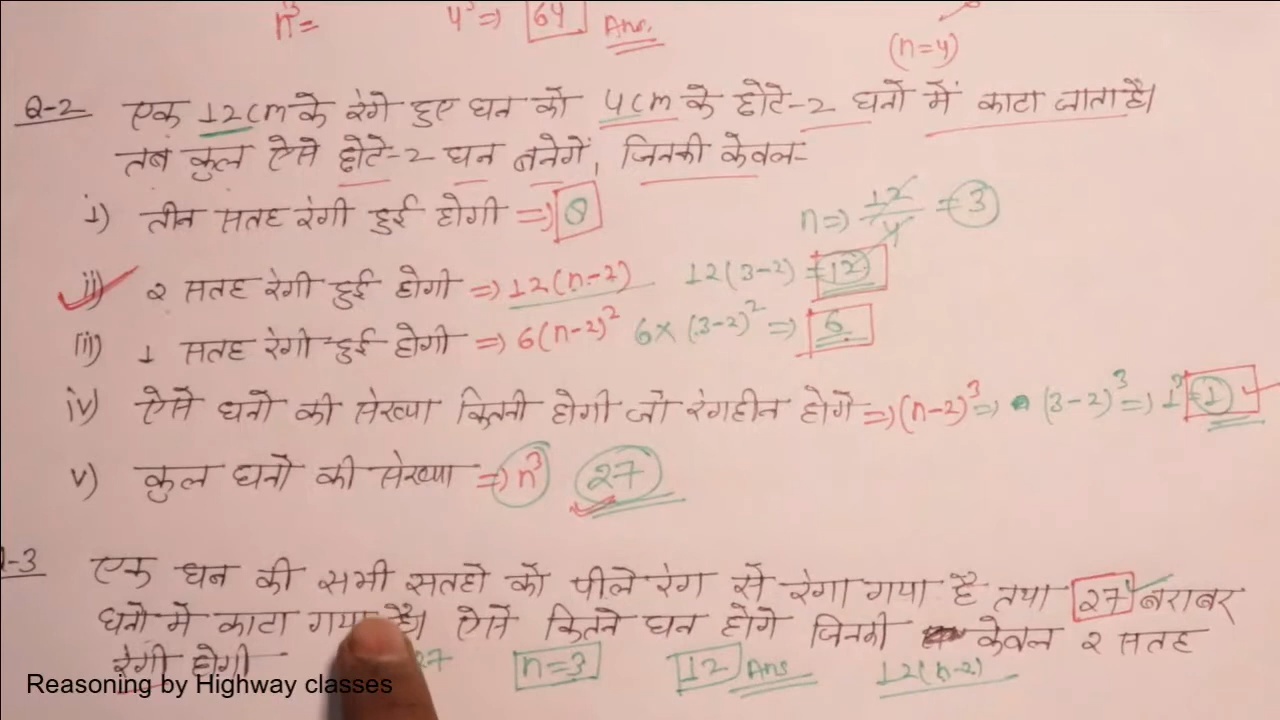 n³= 4³⇒ 64 Ans.
(n=4)
Q-2 एक 12cm के रंगे हुए घन को 4cm के छोटे-2 घनों में काटा जाता है।
तब कुल ऐसे छोटे-2 घन बनेगें, जिनकी केवल-
i) तीन सतह रंगी हुई होगी ⇒ 8 n⇒ 12/4 = 3
ii) 2 सतह रंगी हुई होगी ⇒ 12(n-2) 12(3-2) = 12
iii) 1 सतह रंगी हुई होगी ⇒ 6(n-2)² 6×(3-2)² ⇒ 6
iv) ऐसे घनो की संख्या कितनी होगी जो रंगहीन होगें ⇒ (n-2)³ ⇒ (3-2)³ ⇒ 1³ = 1
v) कुल घनो की संख्या ⇒ n³ 27
-3 एक घन की सभी सतहो को पीले रंग से रंगा गया है तथा 27 बराबर
घनो मे काटा गया है। ऐसे कितने घन होगे जिनकी केवल 2 सतह
रंगी होगी 27 n=3 12 Ans 12(n-2)
Reasoning by Highway classes